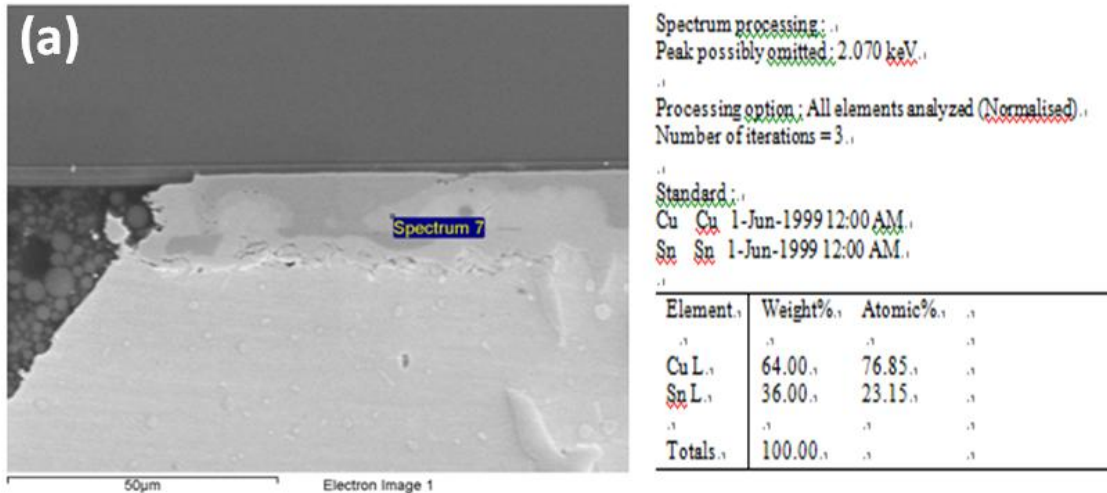 (a)
Spectrum 7
50µm
Electron Image 1
Spectrum processing :
Peak possibly omitted : 2.070 keV
Processing option : All elements analyzed (Normalised)
Number of iterations = 3
Standard :
Cu Cu 1-Jun-1999 12:00 AM
Sn Sn 1-Jun-1999 12:00 AM
Element Weight% Atomic%
Cu L 64.00 76.85
Sn L 36.00 23.15
Totals 100.00